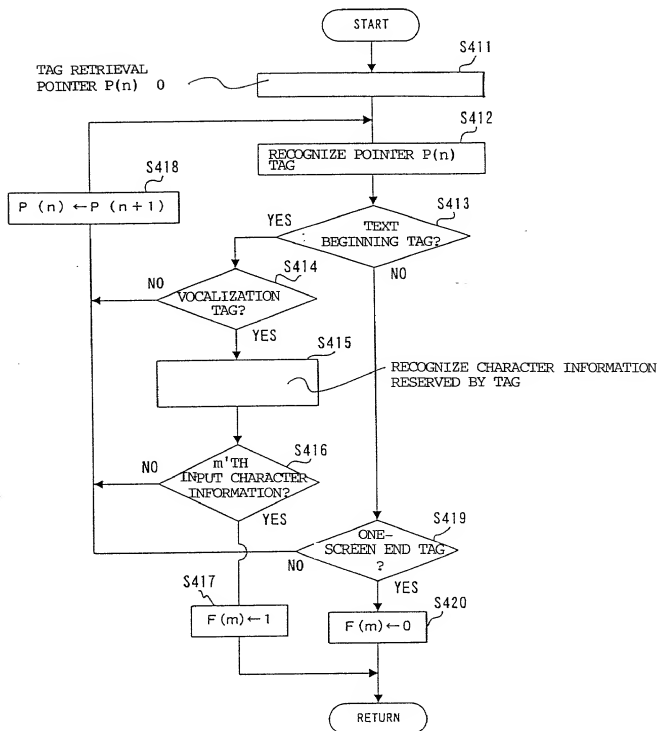 START
S411
TAG RETRIEVAL
POINTER P(n) 0
S412
RECOGNIZE POINTER P(n)
TAG
S418
P (n) ←P (n+1)
S413
YES
TEXT
BEGINNING TAG?
NO
S414
NO
VOCALIZATION
TAG?
YES
S415
RECOGNIZE CHARACTER INFORMATION
RESERVED BY TAG
S416
NO
m'TH
INPUT CHARACTER
INFORMATION?
YES
S419
ONE-
SCREEN END TAG
?
NO
YES
S417
F(m)←1
S420
F(m)←0
RETURN